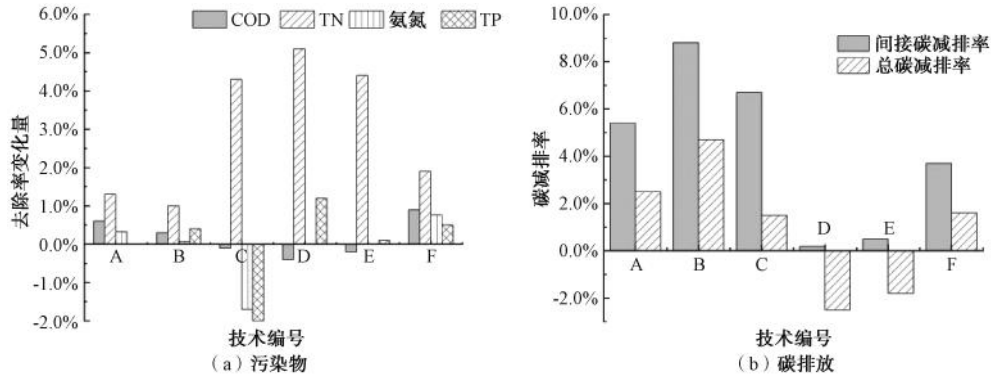 COD TN 氨氮 TP
6.0%
5.0%
4.0%
3.0%
2.0%
1.0%
0.0%
-1.0%
-2.0%
去除率变化量
A B C D E F
技术编号
(a)污染物
10.0%
8.0%
6.0%
4.0%
2.0%
0.0%
-2.0%
碳减排率
间接碳减排率
总碳减排率
A B C D E F
技术编号
(b)碳排放